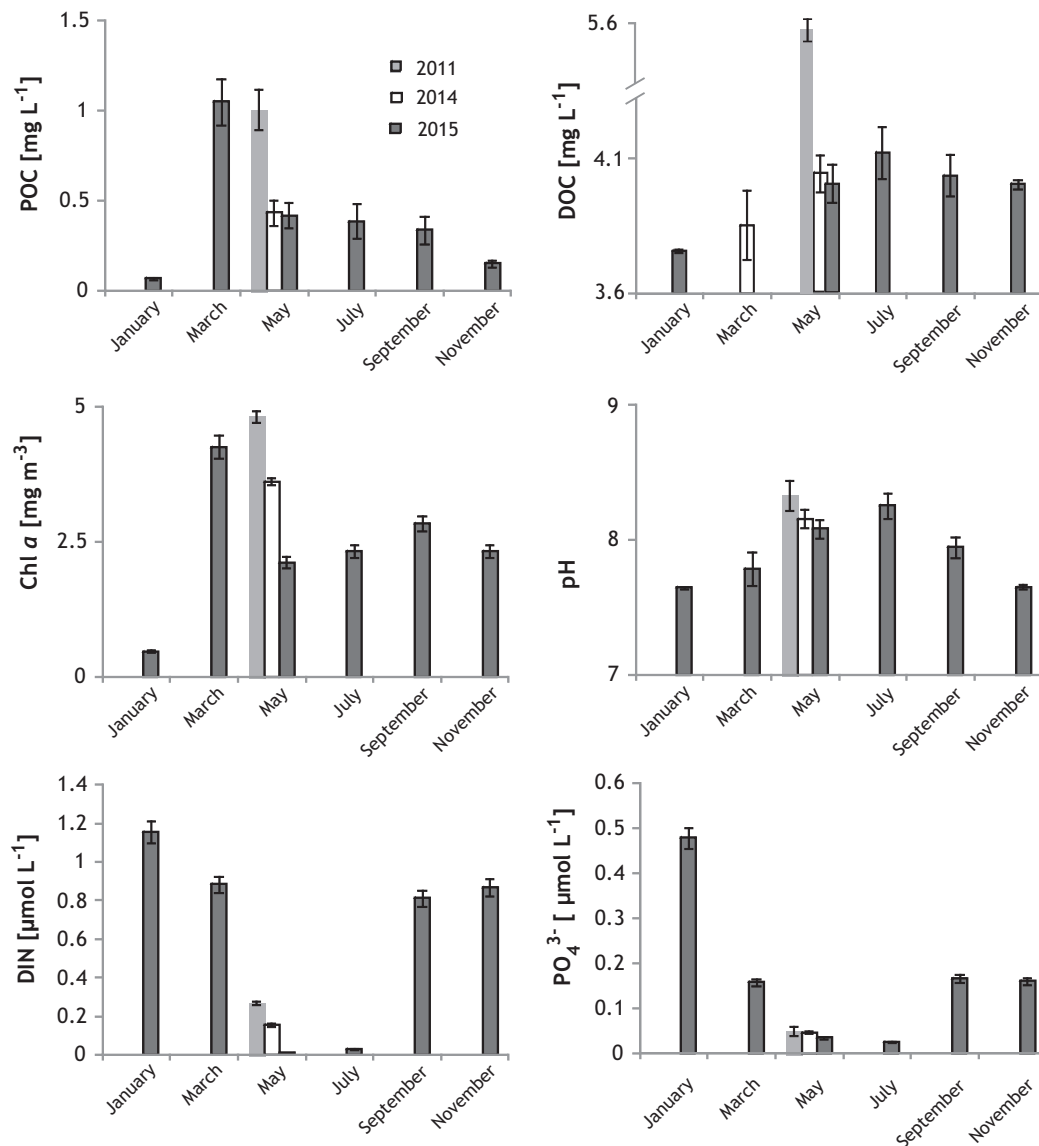 POC [mg L⁻¹]
1.5
1
0.5
0
2011
2014
2015
January
March
May
July
September
November
DOC [mg L⁻¹]
5.6
4.1
3.6
January
March
May
July
September
November
Chl a [mg m⁻³]
5
2.5
0
January
March
May
July
September
November
pH
9
8
7
January
March
May
July
September
November
DIN [µmol L⁻¹]
1.4
1.2
1
0.8
0.6
0.4
0.2
0
January
March
May
July
September
November
PO₄³⁻ [ µmol L⁻¹]
0.6
0.5
0.4
0.3
0.2
0.1
0
January
March
May
July
September
November